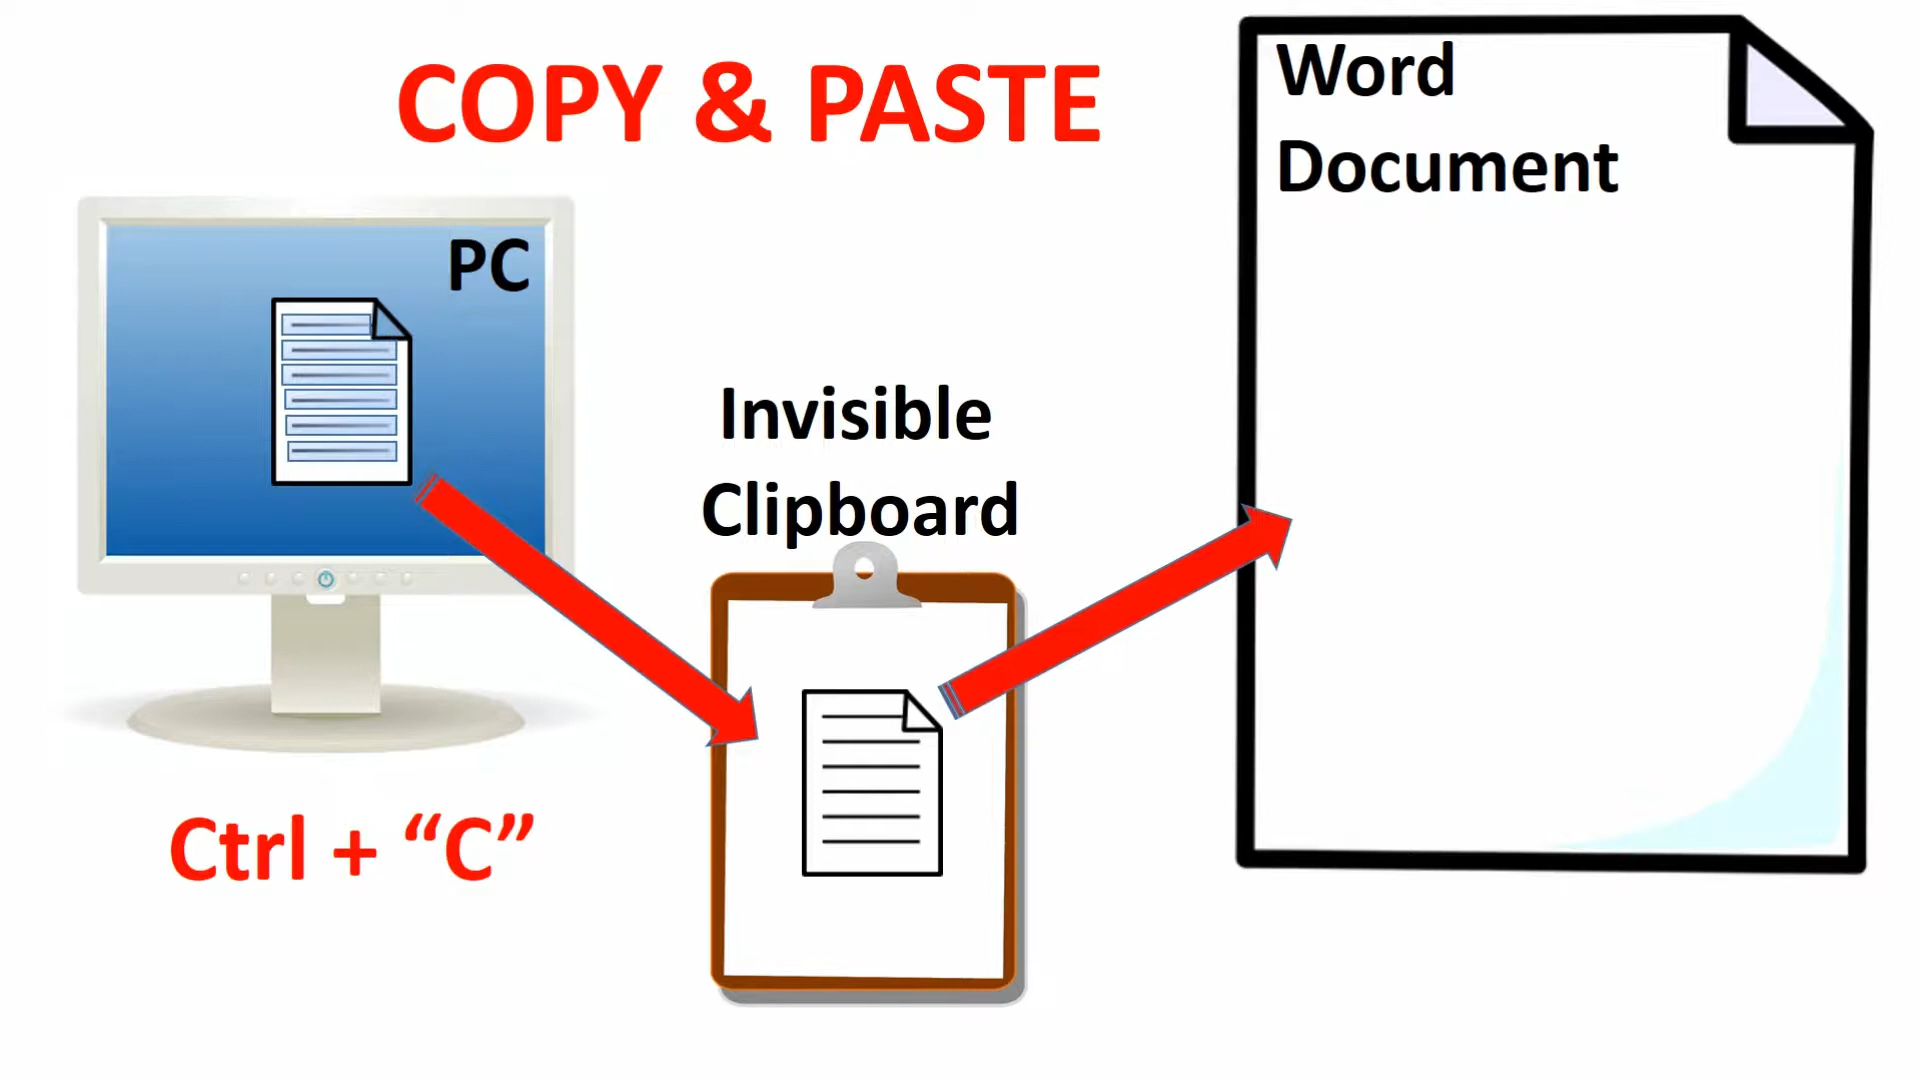 COPY & PASTE
Word
Document
PC
Invisible
Clipboard
Ctrl + “C”